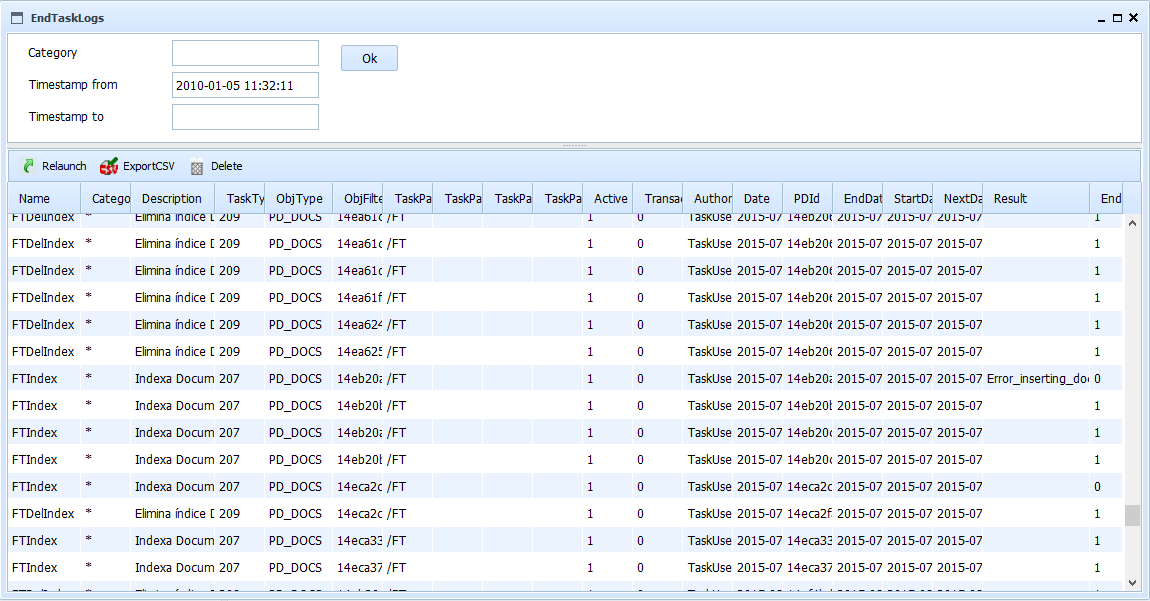 EndTaskLogs
Category
Ok
Timestamp from 2010-01-05 11:32:11
Timestamp to
Relaunch ExportCSV Delete
Name Catego Description TaskTy ObjType ObjFilte TaskPa TaskPa TaskPa TaskPa Active Transac Author Date PDId EndDat StartDa NextDa Result End
FTDelIndex * Elimina índice D 209 PD_DOCS 14ea61c /FT 1 0 TaskUse 2015-07 14eb206 2015-07 2015-07 2015-07 1
FTDelIndex * Elimina índice D 209 PD_DOCS 14ea61c /FT 1 0 TaskUse 2015-07 14eb206 2015-07 2015-07 2015-07 1
FTDelIndex * Elimina índice D 209 PD_DOCS 14ea61c /FT 1 0 TaskUse 2015-07 14eb206 2015-07 2015-07 2015-07 1
FTDelIndex * Elimina índice D 209 PD_DOCS 14ea61f /FT 1 0 TaskUse 2015-07 14eb206 2015-07 2015-07 2015-07 1
FTDelIndex * Elimina índice D 209 PD_DOCS 14ea624 /FT 1 0 TaskUse 2015-07 14eb206 2015-07 2015-07 2015-07 1
FTDelIndex * Elimina índice D 209 PD_DOCS 14ea625 /FT 1 0 TaskUse 2015-07 14eb206 2015-07 2015-07 2015-07 1
FTIndex * Indexa Docum 207 PD_DOCS 14eb20a /FT 1 0 TaskUse 2015-07 14eb20a 2015-07 2015-07 2015-07 Error_inserting_doc 0
FTIndex * Indexa Docum 207 PD_DOCS 14eb20b /FT 1 0 TaskUse 2015-07 14eb20b 2015-07 2015-07 2015-07 1
FTIndex * Indexa Docum 207 PD_DOCS 14eb20a /FT 1 0 TaskUse 2015-07 14eb20c 2015-07 2015-07 2015-07 1
FTIndex * Indexa Docum 207 PD_DOCS 14eb20b /FT 1 0 TaskUse 2015-07 14eb20c 2015-07 2015-07 2015-07 1
FTIndex * Indexa Docum 207 PD_DOCS 14eca2c /FT 1 0 TaskUse 2015-07 14eca2c 2015-07 2015-07 2015-07 0
FTDelIndex * Elimina índice D 209 PD_DOCS 14eca2c /FT 1 0 TaskUse 2015-07 14eca2f 2015-07 2015-07 2015-07 1
FTIndex * Indexa Docum 207 PD_DOCS 14eca33 /FT 1 0 TaskUse 2015-07 14eca33 2015-07 2015-07 2015-07 1
FTIndex * Indexa Docum 207 PD_DOCS 14eca37 /FT 1 0 TaskUse 2015-07 14eca37 2015-07 2015-07 2015-07 1